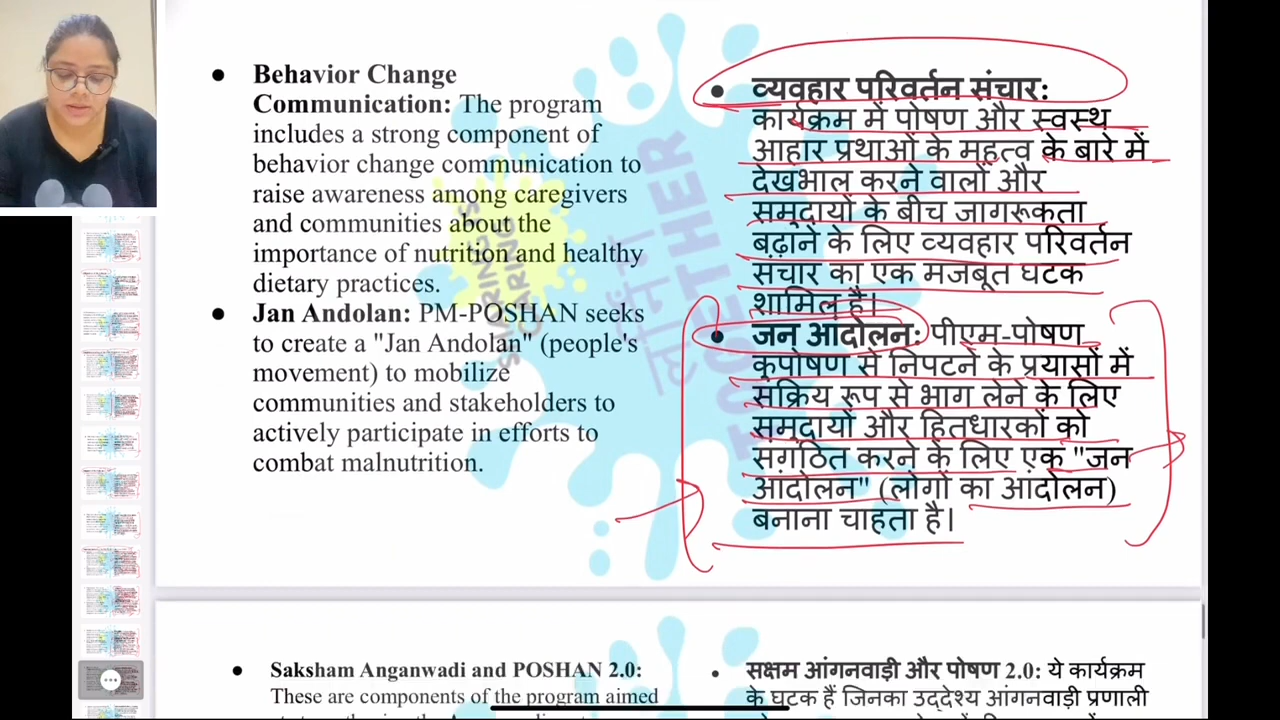 Behavior Change
Communication: The program
includes a strong component of
behavior change communication to
raise awareness among caregivers
and communities about the
importance of nutrition and healthy
dietary practices.
Jan Andolan: PM-POSHAN seeks
to create a "Jan Andolan" (people's
movement) to mobilize
communities and stakeholders to
actively participate in efforts to
combat malnutrition.
व्यवहार परिवर्तन संचार:
कार्यक्रम में पोषण और स्वस्थ
आहार प्रथाओं के महत्व के बारे में
देखभाल करने वालों और
समुदायों के बीच जागरूकता
बढ़ाने के लिए व्यवहार परिवर्तन
संचार का एक मजबूत घटक
शामिल है।
जन आंदोलन: पीएम-पोषण
कुपोषण से निपटने के प्रयासों में
सक्रिय रूप से भाग लेने के लिए
समुदायों और हितधारकों को
संगठित करने के लिए एक "जन
आंदोलन" (लोगों का आंदोलन)
बनाना चाहता है।
Saksham Anganwadi and POSHAN 2.0:
These are components of the program aimed
सक्षम आंगनवाड़ी और पोषण 2.0: ये कार्यक्रम
के घटक हैं जिनका उद्देश्य आंगनवाड़ी प्रणाली